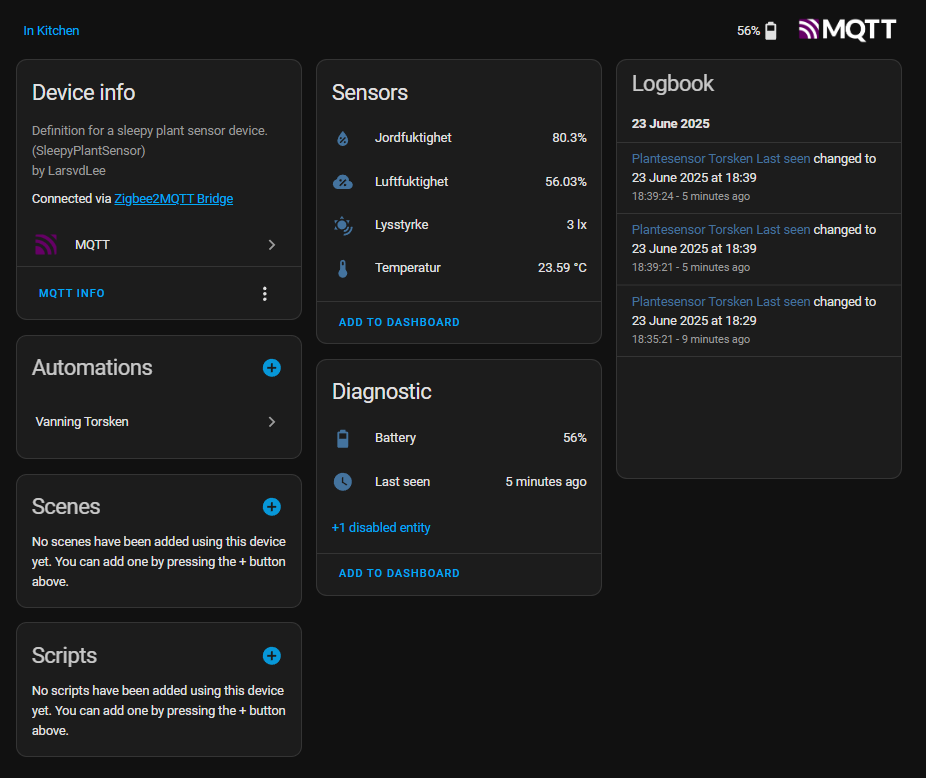 In Kitchen
56%
MQTT
Device info
Definition for a sleepy plant sensor device.
(SleepyPlantSensor)
by LarsvdLee
Connected via Zigbee2MQTT Bridge
MQTT
MQTT INFO
Automations
Vanning Torsken
Scenes
No scenes have been added using this device
yet. You can add one by pressing the + button
above.
Scripts
No scripts have been added using this device
yet. You can add one by pressing the + button
above.
Sensors
Jordfuktighet 80.3%
Luftfuktighet 56.03%
Lysstyrke 3 lx
Temperatur 23.59 °C
ADD TO DASHBOARD
Diagnostic
Battery 56%
Last seen 5 minutes ago
+1 disabled entity
ADD TO DASHBOARD
Logbook
23 June 2025
Plantesensor Torsken Last seen changed to
23 June 2025 at 18:39
18:39:24 - 5 minutes ago
Plantesensor Torsken Last seen changed to
23 June 2025 at 18:39
18:39:21 - 5 minutes ago
Plantesensor Torsken Last seen changed to
23 June 2025 at 18:29
18:35:21 - 9 minutes ago